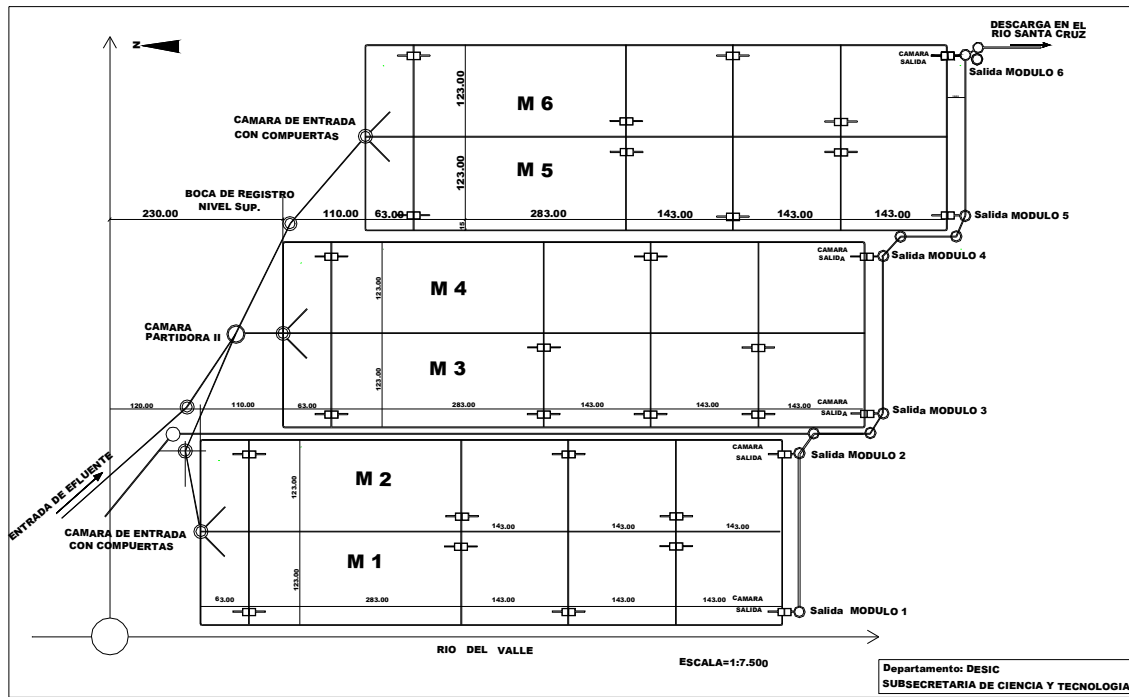 DESCARGA EN EL
RIO SANTA CRUZ
N
CAMARA
SALIDA
Salida MODULO 6
123.00
M 6
CAMARA DE ENTRADA
CON COMPUERTAS
123.00
M 5
BOCA DE REGISTRO
NIVEL SUP.
230.00
110.00
63.00
283.00
143.00
143.00
143.00
Salida MODULO 5
15
CAMARA
SALIDA
Salida MODULO 4
123.00
M 4
CAMARA
PARTIDORA II
123.00
M 3
120.00
110.00
63.00
283.00
143.00
143.00
143.00
CAMARA
SALIDA
Salida MODULO 3
CAMARA
SALIDA
Salida MODULO 2
123.00
M 2
ENTRADA DE EFLUENTE
CAMARA DE ENTRADA
CON COMPUERTAS
143.00
143.00
143.00
123.00
M 1
63.00
283.00
143.00
143.00
143.00
CAMARA
SALIDA
Salida MODULO 1
RIO DEL VALLE
ESCALA=1:7.500
Departamento: DESIC
SUBSECRETARIA DE CIENCIA Y TECNOLOGIA